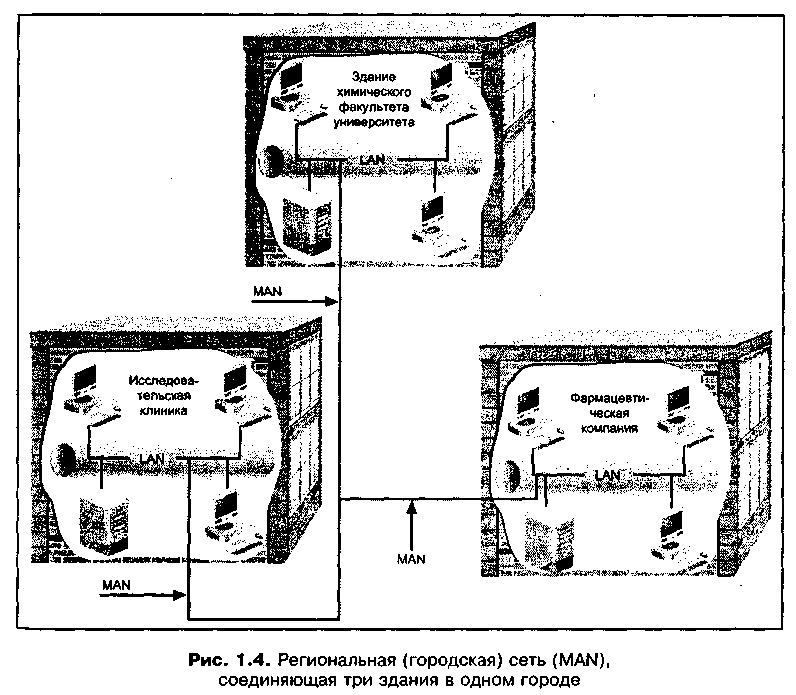 Здание
химического
факультета
университета
LAN
MAN
Исследова-
тельская
клиника
LAN
MAN
Фармацевти-
ческая
компания
LAN
MAN
Рис. 1.4. Региональная (городская) сеть (MAN),
соединяющая три здания в одном городе